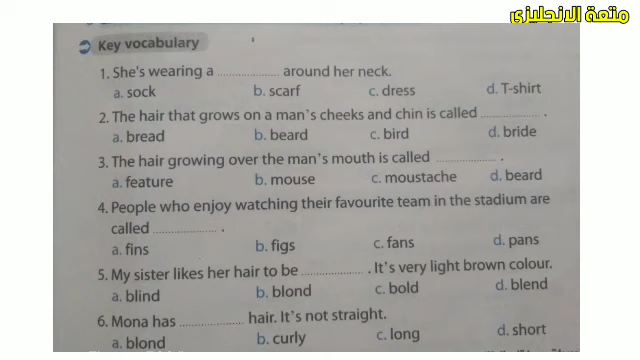 متعة الانجليزى
Key vocabulary
1. She's wearing a .................... around her neck.
a. sock b. scarf c. dress d. T-shirt
2. The hair that grows on a man's cheeks and chin is called .................... .
a. bread b. beard c. bird d. bride
3. The hair growing over the man's mouth is called .................... .
a. feature b. mouse c. moustache d. beard
4. People who enjoy watching their favourite team in the stadium are
called .................... .
a. fins b. figs c. fans d. pans
5. My sister likes her hair to be .................... . It's very light brown colour.
a. blind b. blond c. bold d. blend
6. Mona has .................... hair. It's not straight.
a. blond b. curly c. long d. short